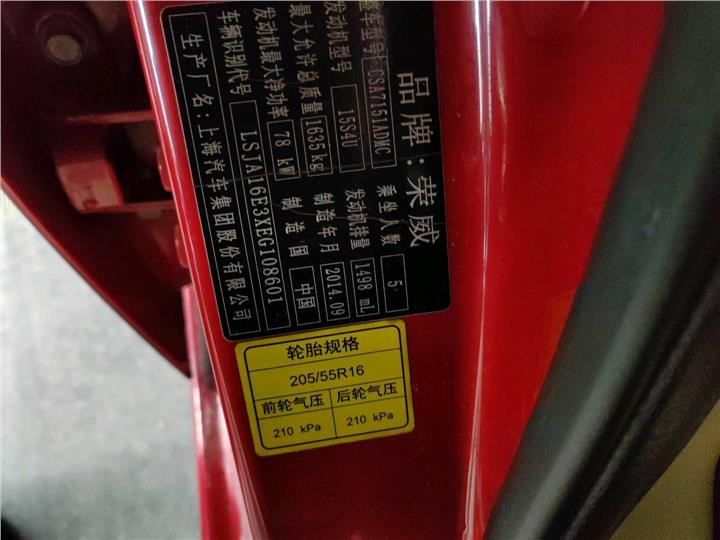 品牌:荣威
整车型号 CSA7151ADMC 乘坐人数 5
发动机型号 15S4U 发动机排量 1498 mL
最大允许总质量 1635 kg 制造年月 2014.09
发动机最大净功率 78 kW 制造国 中国
车辆识别代号 LSJA16E3XEG108601
生产厂名:上海汽车集团股份有限公司
轮胎规格
205/55R16
前轮气压 后轮气压
210 kPa 210 kPa